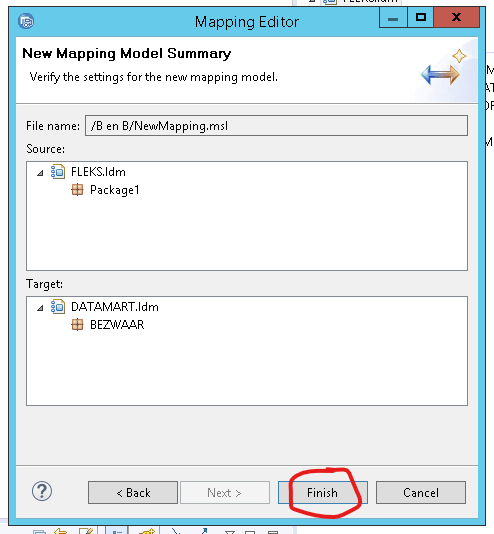 Mapping Editor
New Mapping Model Summary
Verify the settings for the new mapping model.
File name: /B en B/NewMapping.msl
Source:
FLEKS.ldm
Package1
Target:
DATAMART.ldm
BEZWAAR
?
< Back Next > Finish Cancel